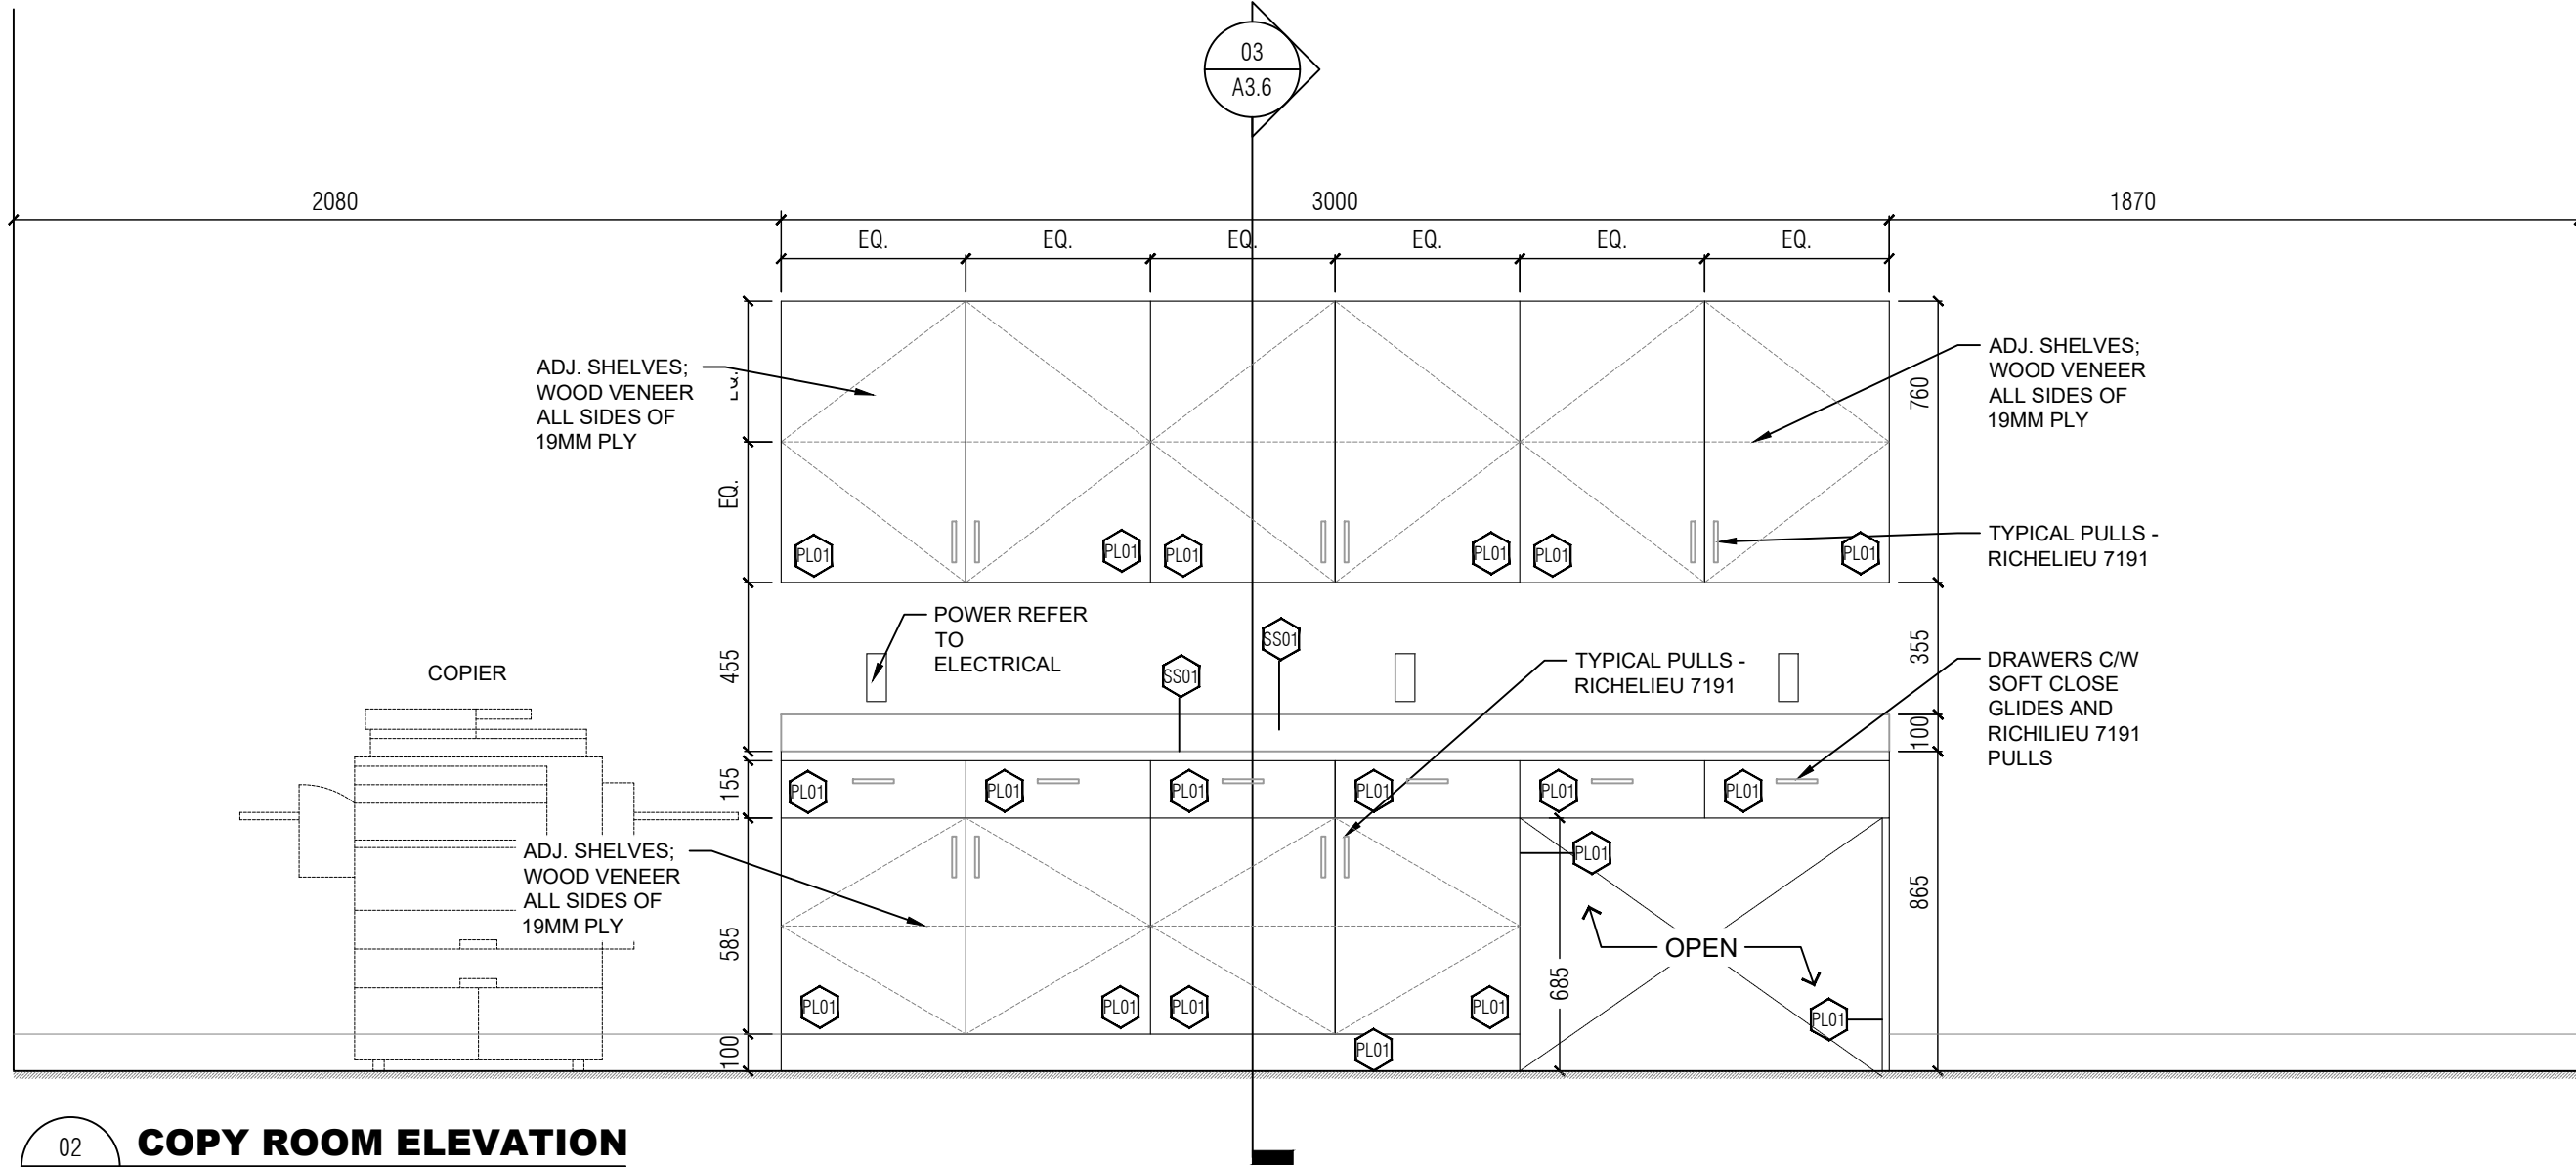 03
A3.6
2080
3000
1870
EQ.
EQ.
EQ.
EQ.
EQ.
EQ.
ADJ. SHELVES;
WOOD VENEER
ALL SIDES OF
19MM PLY
EQ.
760
ADJ. SHELVES;
WOOD VENEER
ALL SIDES OF
19MM PLY
EQ.
TYPICAL PULLS -
RICHELIEU 7191
PL01
PL01
PL01
PL01
PL01
PL01
POWER REFER
TO
ELECTRICAL
SS01
SS01
455
355
COPIER
TYPICAL PULLS -
RICHELIEU 7191
DRAWERS C/W
SOFT CLOSE
GLIDES AND
RICHILIEU 7191
PULLS
100
155
PL01
PL01
PL01
PL01
PL01
PL01
ADJ. SHELVES;
WOOD VENEER
ALL SIDES OF
19MM PLY
PL01
865
585
OPEN
685
PL01
PL01
PL01
PL01
PL01
100
PL01
02
COPY ROOM ELEVATION